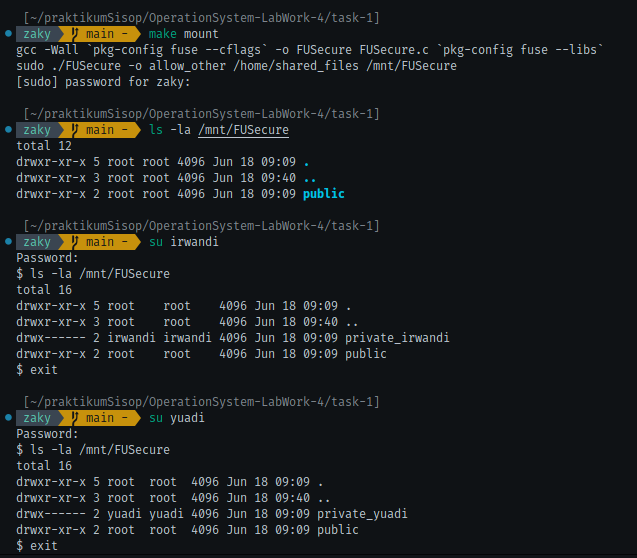 [~/praktikumSisop/OperationSystem-LabWork-4/task-1]
zaky main - make mount
gcc -Wall `pkg-config fuse --cflags` -o FUSecure FUSecure.c `pkg-config fuse --libs`
sudo ./FUSecure -o allow_other /home/shared_files /mnt/FUSecure
[sudo] password for zaky:
[~/praktikumSisop/OperationSystem-LabWork-4/task-1]
zaky main - ls -la /mnt/FUSecure
total 12
drwxr-xr-x 5 root root 4096 Jun 18 09:09 .
drwxr-xr-x 3 root root 4096 Jun 18 09:40 ..
drwxr-xr-x 2 root root 4096 Jun 18 09:09 public
[~/praktikumSisop/OperationSystem-LabWork-4/task-1]
zaky main - su irwandi
Password:
$ ls -la /mnt/FUSecure
total 16
drwxr-xr-x 5 root    root    4096 Jun 18 09:09 .
drwxr-xr-x 3 root    root    4096 Jun 18 09:40 ..
drwx------ 2 irwandi irwandi 4096 Jun 18 09:09 private_irwandi
drwxr-xr-x 2 root    root    4096 Jun 18 09:09 public
$ exit
[~/praktikumSisop/OperationSystem-LabWork-4/task-1]
zaky main - su yuadi
Password:
$ ls -la /mnt/FUSecure
total 16
drwxr-xr-x 5 root  root  4096 Jun 18 09:09 .
drwxr-xr-x 3 root  root  4096 Jun 18 09:40 ..
drwx------ 2 yuadi yuadi 4096 Jun 18 09:09 private_yuadi
drwxr-xr-x 2 root  root  4096 Jun 18 09:09 public
$ exit